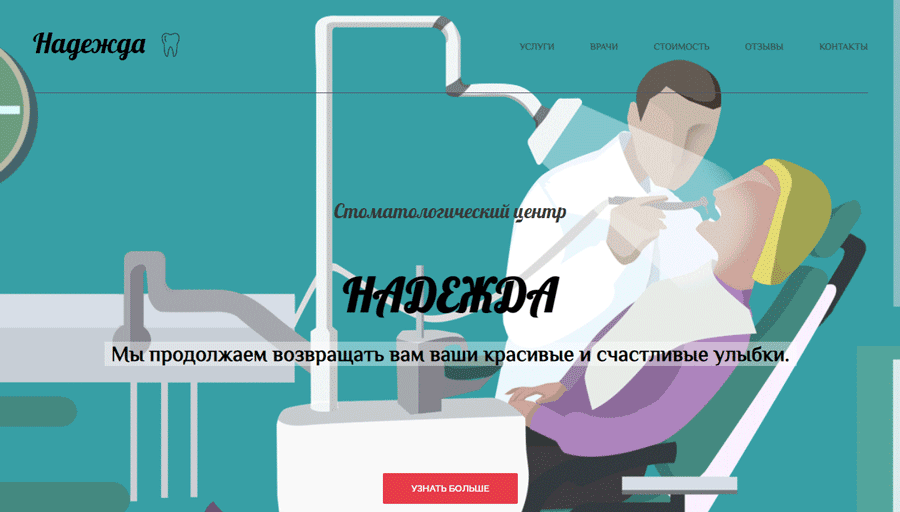 Надежда
УСЛУГИ ВРАЧИ СТОИМОСТЬ ОТЗЫВЫ КОНТАКТЫ
Стоматологический центр
НАДЕЖДА
Мы продолжаем возвращать вам ваши красивые и счастливые улыбки.
УЗНАТЬ БОЛЬШЕ